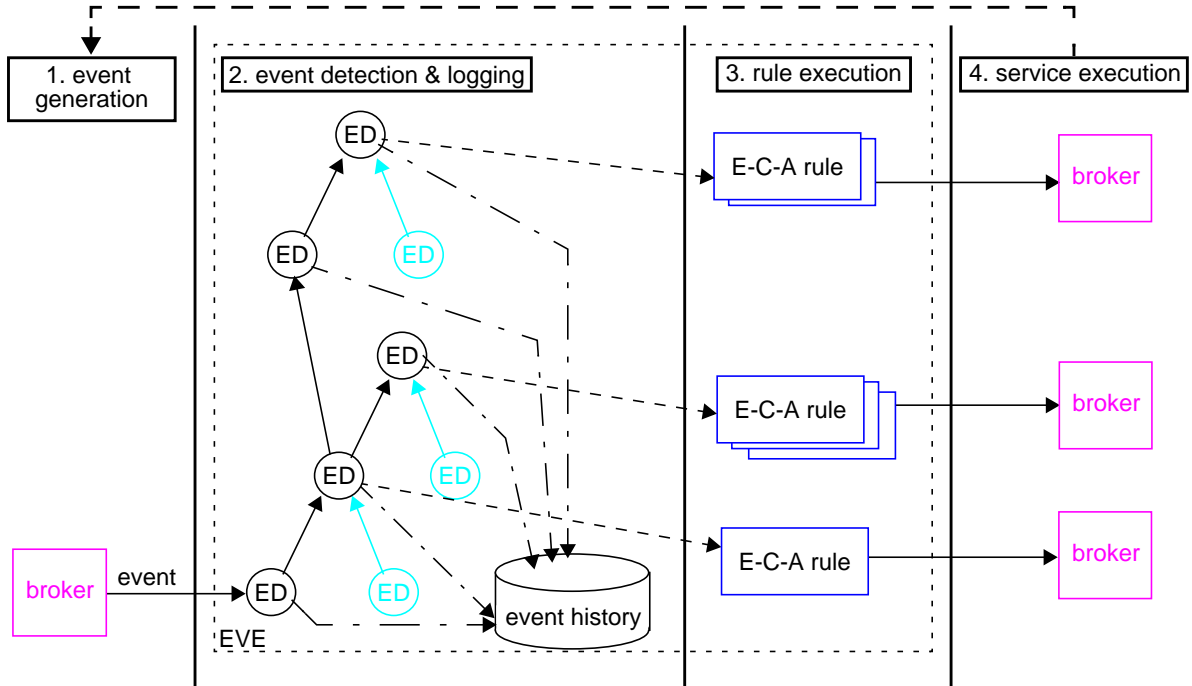 1. event
generation
2. event detection & logging
3. rule execution
4. service execution
ED
E-C-A rule
broker
ED
ED
ED
E-C-A rule
broker
ED
ED
E-C-A rule
broker
broker
event
ED
ED
event history
EVE